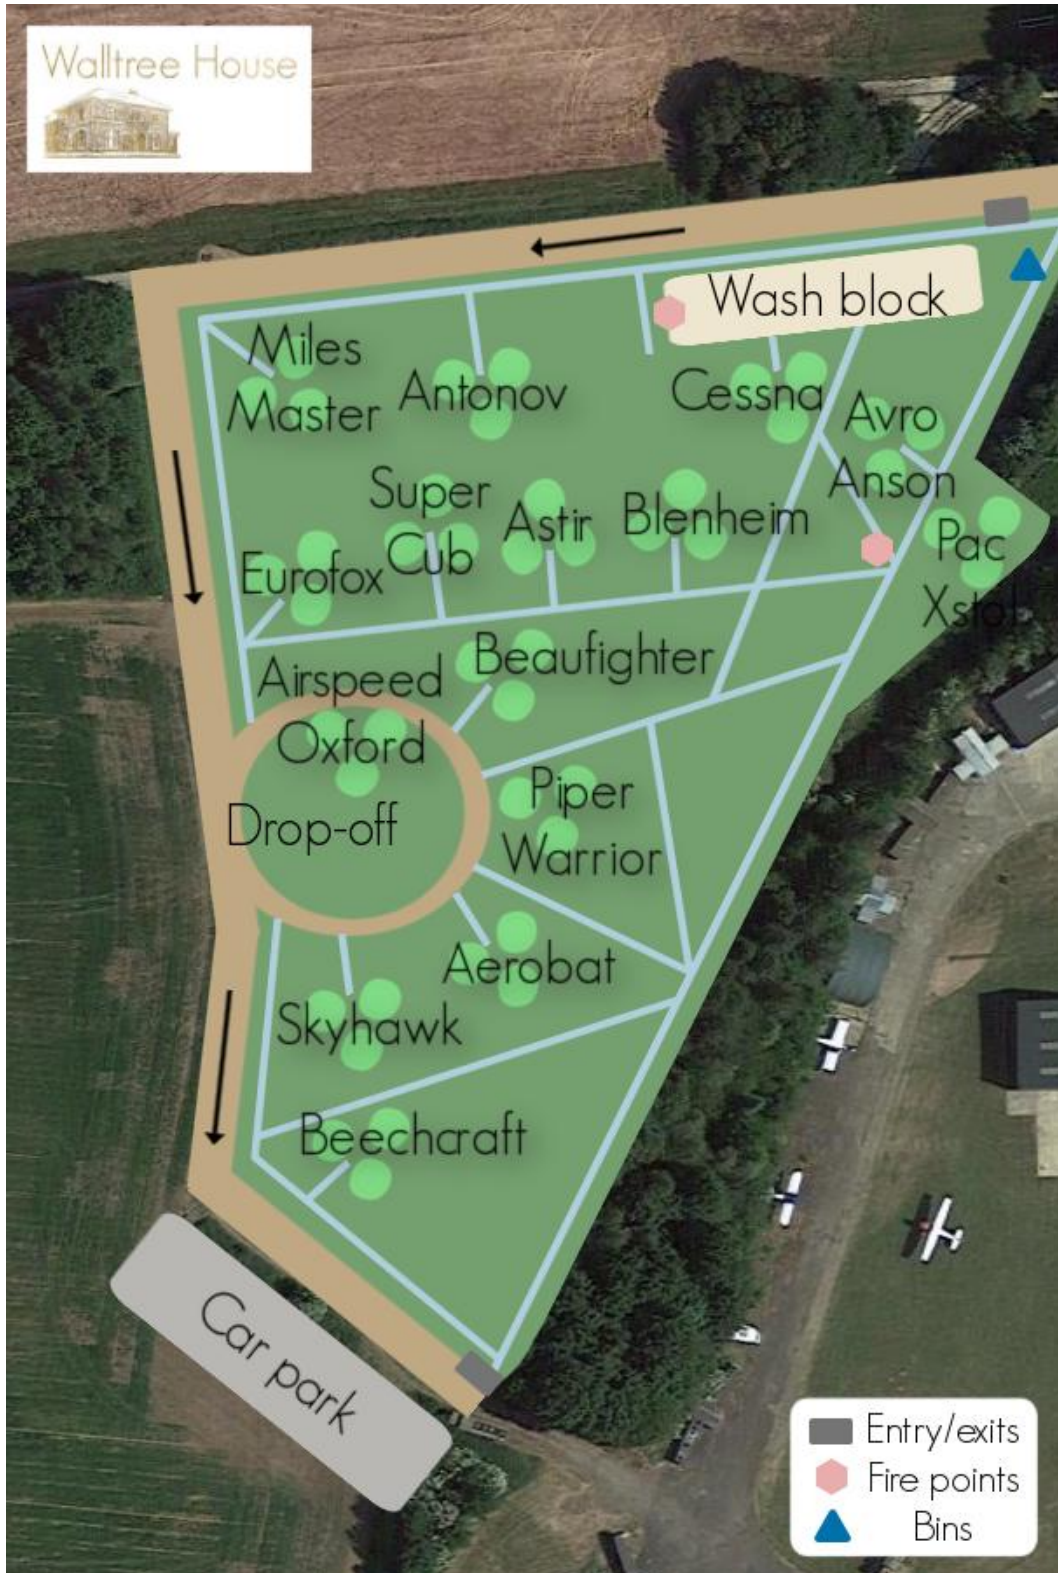 Walltree House
Wash block
Miles
Master
Antonov
Cessna
Avro
Anson
Super
Cub
Astir
Blenheim
Eurofox
Pac
Xstol
Airspeed
Oxford
Beaufighter
Drop-off
Piper
Warrior
Aerobat
Skyhawk
Beechcraft
Car park
Entry/exits
Fire points
Bins